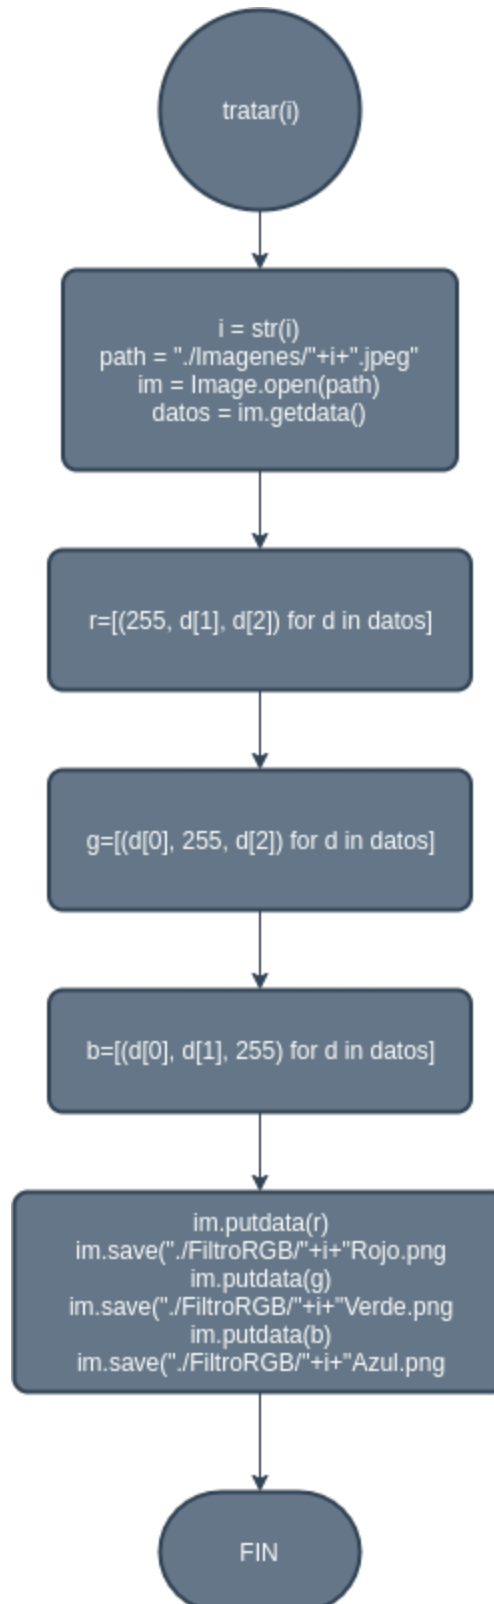 tratar(i)
i = str(i)
path = "./Imagenes/"+i+".jpeg"
im = Image.open(path)
datos = im.getdata()
r=[(255, d[1], d[2]) for d in datos]
g=[(d[0], 255, d[2]) for d in datos]
b=[(d[0], d[1], 255) for d in datos]
im.putdata(r)
im.save("./FiltroRGB/"+i+"Rojo.png
im.putdata(g)
im.save("./FiltroRGB/"+i+"Verde.png
im.putdata(b)
im.save("./FiltroRGB/"+i+"Azul.png
FIN